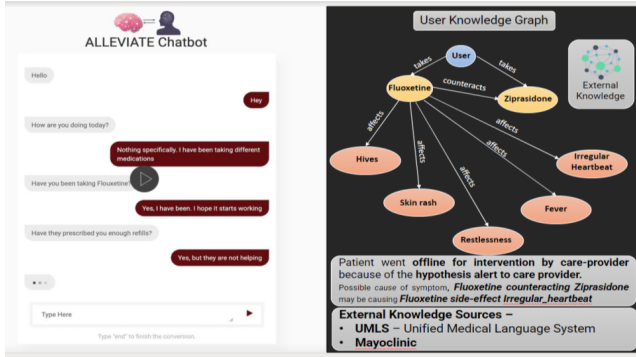 ALLEVIATE Chatbot
Hello
Hey
How are you doing today?
Nothing specifically. I have been taking different
medications
Have you been taking Flouxetine?
Yes, I have been. I hope it starts working
Have they prescribed you enough refills?
Yes, but they are not helping
Type Here
Type 'end' to finish the conversion.
User Knowledge Graph
User
takes
takes
Fluoxetine
counteracts
Ziprasidone
External
Knowledge
affects
affects
affects
affects
affects
Hives
Skin rash
Restlessness
Fever
Irregular
Heartbeat
Patient went offline for intervention by care-provider
because of the hypothesis alert to care provider.
Possible cause of symptom, Fluoxetine counteracting Ziprasidone
may be causing Fluoxetine side-effect Irregular_heartbeat
External Knowledge Sources –
• UMLS – Unified Medical Language System
• Mayoclinic